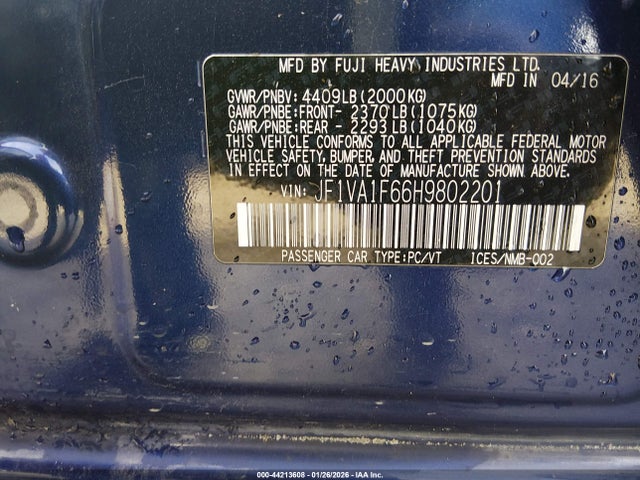 MFD BY FUJI HEAVY INDUSTRIES LTD.
MFD IN 04/16
GVWR/PNBV: 4409LB(2000KG)
GAWR/PNBE:FRONT- 2370LB(1075KG)
GAWR/PNBE:REAR - 2293LB(1040KG)
THIS VEHICLE CONFORMS TO ALL APPLICABLE FEDERAL MOTOR
VEHICLE SAFETY, BUMPER, AND THEFT PREVENTION STANDARDS
IN EFFECT ON THE DATE OF MANUFACTURE SHOWN ABOVE.
VIN: JF1VA1F66H9802201
PASSENGER CAR TYPE:PC/VT ICES/NMB-002
000-44213608 - 01/26/2026 - IAA Inc.